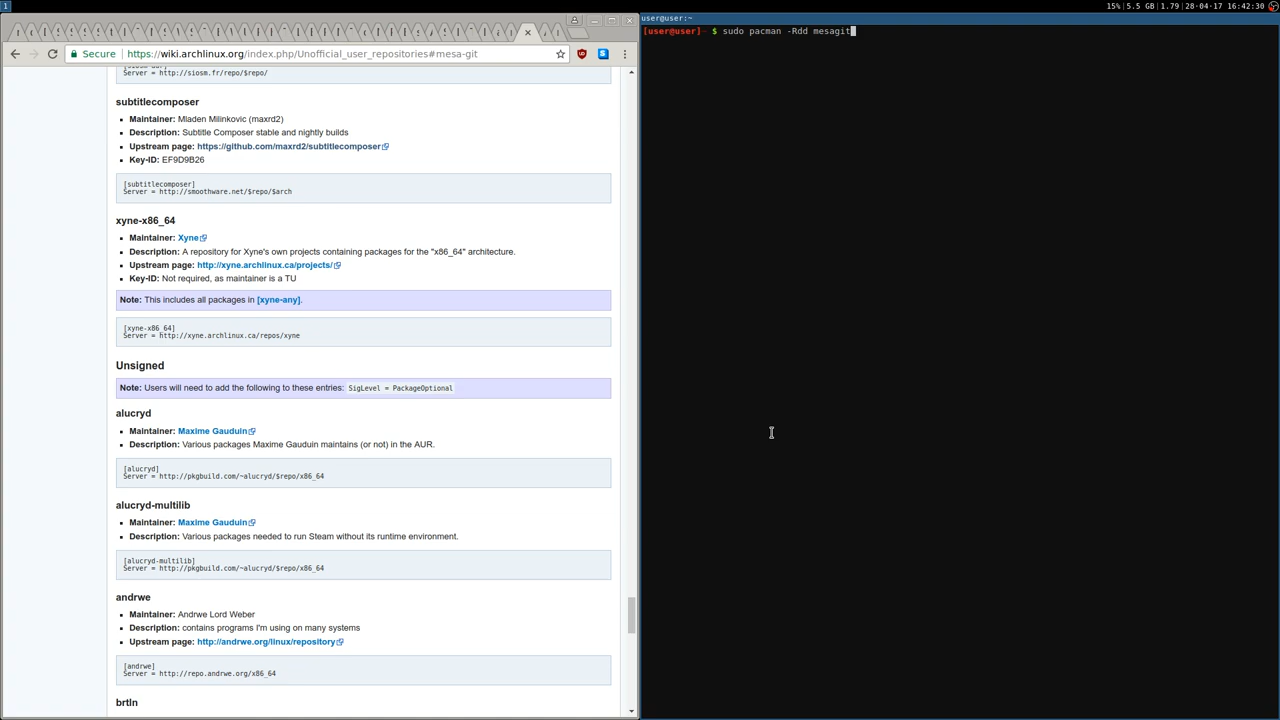 1
15%|5.5 GB|1.79|28-04-17|16:42:30
Secure
https://wiki.archlinux.org/index.php/Unofficial_user_repositories#mesa-git
Server = http://siosm.fr/repo/$repo/
subtitlecomposer
Maintainer: Mladen Milinkovic (maxrd2)
Description: Subtitle Composer stable and nightly builds
Upstream page: https://github.com/maxrd2/subtitlecomposer
Key-ID: EF9D9B26
[subtitlecomposer]
Server = http://smoothware.net/$repo/$arch
xyne-x86_64
Maintainer: Xyne
Description: A repository for Xyne's own projects containing packages for the "x86_64" architecture.
Upstream page: http://xyne.archlinux.ca/projects/
Key-ID: Not required, as maintainer is a TU
Note: This includes all packages in [xyne-any].
[xyne-x86_64]
Server = http://xyne.archlinux.ca/repos/xyne
Unsigned
Note: Users will need to add the following to these entries: SigLevel = PackageOptional
alucryd
Maintainer: Maxime Gauduin
Description: Various packages Maxime Gauduin maintains (or not) in the AUR.
[alucryd]
Server = http://pkgbuild.com/~alucryd/$repo/x86_64
alucryd-multilib
Maintainer: Maxime Gauduin
Description: Various packages needed to run Steam without its runtime environment.
[alucryd-multilib]
Server = http://pkgbuild.com/~alucryd/$repo/x86_64
andrwe
Maintainer: Andrwe Lord Weber
Description: contains programs I'm using on many systems
Upstream page: http://andrwe.org/linux/repository
[andrwe]
Server = http://repo.andrwe.org/x86_64
brtln
user@user:~
[user@user]~ $ sudo pacman -Rdd mesagit